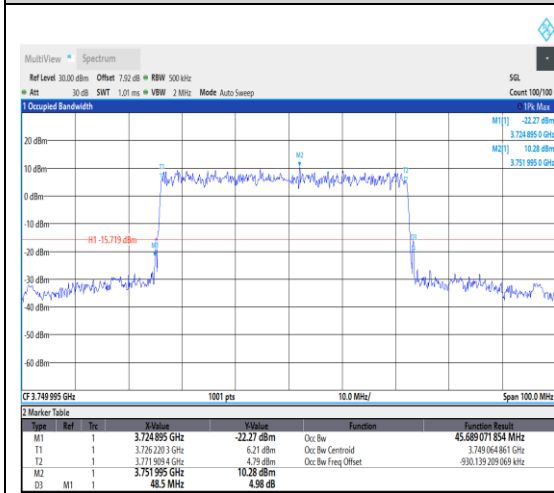 MultiView Spectrum
Ref Level 30.00 dBm Offset 7.92 dB RBW 500 kHz SGL
Att 30 dB SWT 1.01 ms VBW 2 MHz Mode Auto Sweep Count 100/100
1 Occupied Bandwidth 1Pk Max
M1[1] -22.27 dBm
3.724 895 0 GHz
M2[1] 10.28 dBm
3.751 995 0 GHz
20 dBm
M2
T1
T2
10 dBm
0 dBm
-10 dBm
H1 -15.719 dBm
M1
D3
-20 dBm
-30 dBm
-40 dBm
-50 dBm
-60 dBm
CF 3.749 995 GHz 1001 pts 10.0 MHz/ Span 100.0 MHz
2 Marker Table
Type Ref Trc X-Value Y-Value Function Function Result
M1 1 3.724 895 GHz -22.27 dBm Occ Bw 45.689 071 854 MHz
T1 1 3.726 220 3 GHz 6.21 dBm Occ Bw Centroid 3.749 064 861 GHz
T2 1 3.771 909 4 GHz 4.79 dBm Occ Bw Freq Offset -930.139 209 069 kHz
M2 1 3.751 995 GHz 10.28 dBm
D3 M1 1 48.5 MHz 4.98 dB